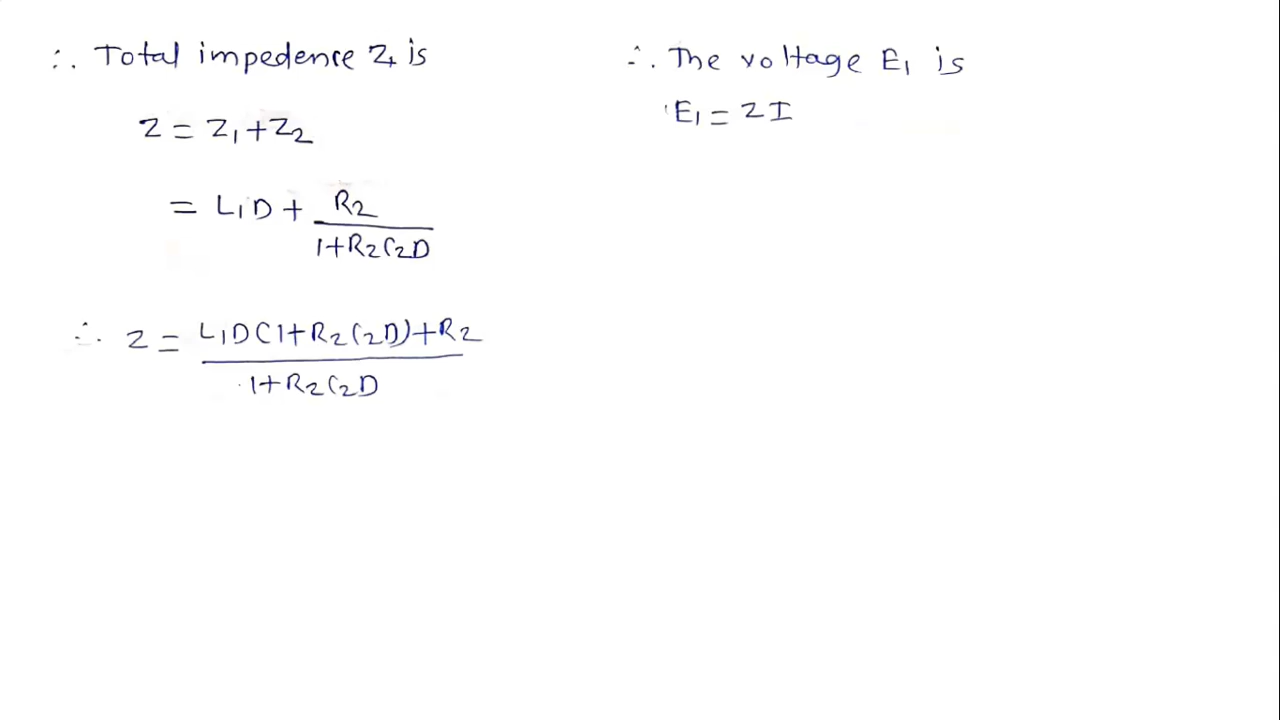 ∴ Total impedence Z₁ is
Z = Z₁ + Z₂
= L₁D + R₂ / 1+R₂C₂D
∴ Z = L₁D(1+R₂C₂D)+R₂ / 1+R₂C₂D
∴ The voltage E₁ is
E₁ = ZI